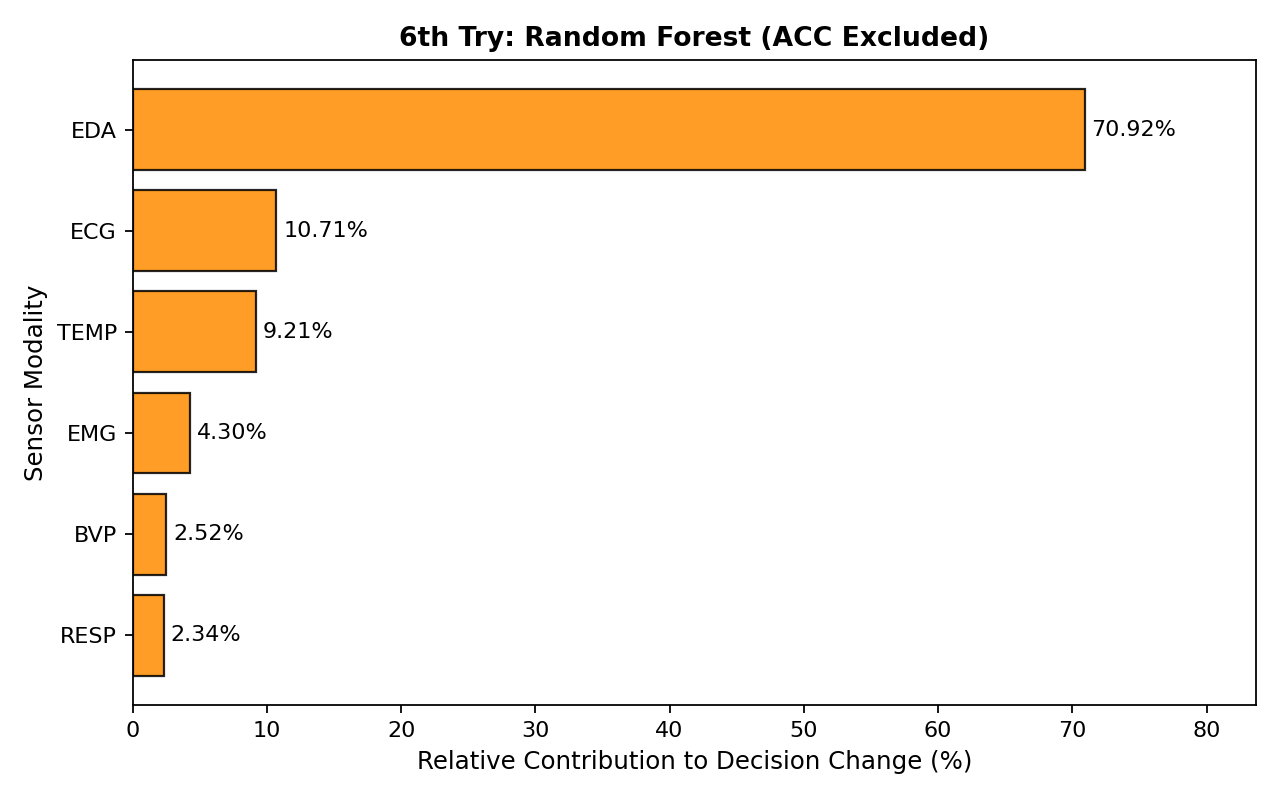 6th Try: Random Forest (ACC Excluded)
Sensor Modality
EDA 70.92%
ECG 10.71%
TEMP 9.21%
EMG 4.30%
BVP 2.52%
RESP 2.34%
0 10 20 30 40 50 60 70 80
Relative Contribution to Decision Change (%)